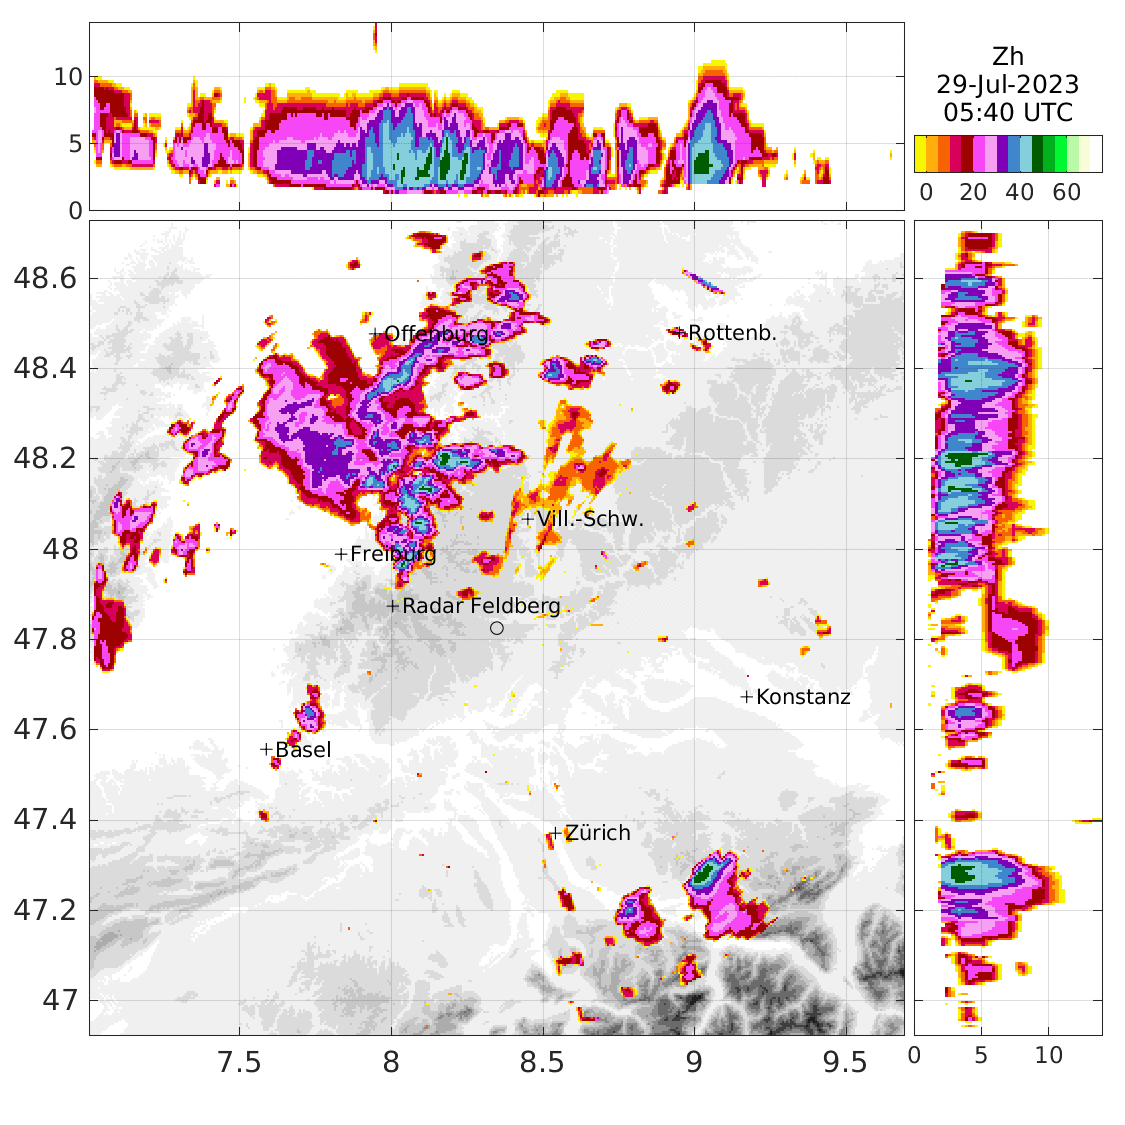 10
5
0
Zh
29-Jul-2023
05:40 UTC
0 20 40 60
48.6
48.4
48.2
48
47.8
47.6
47.4
47.2
47
+Offenburg
+Rottenb.
+Vill.-Schw.
+Freiburg
+Radar Feldberg
+Konstanz
+Basel
+Zürich
7.5 8 8.5 9 9.5
0 5 10